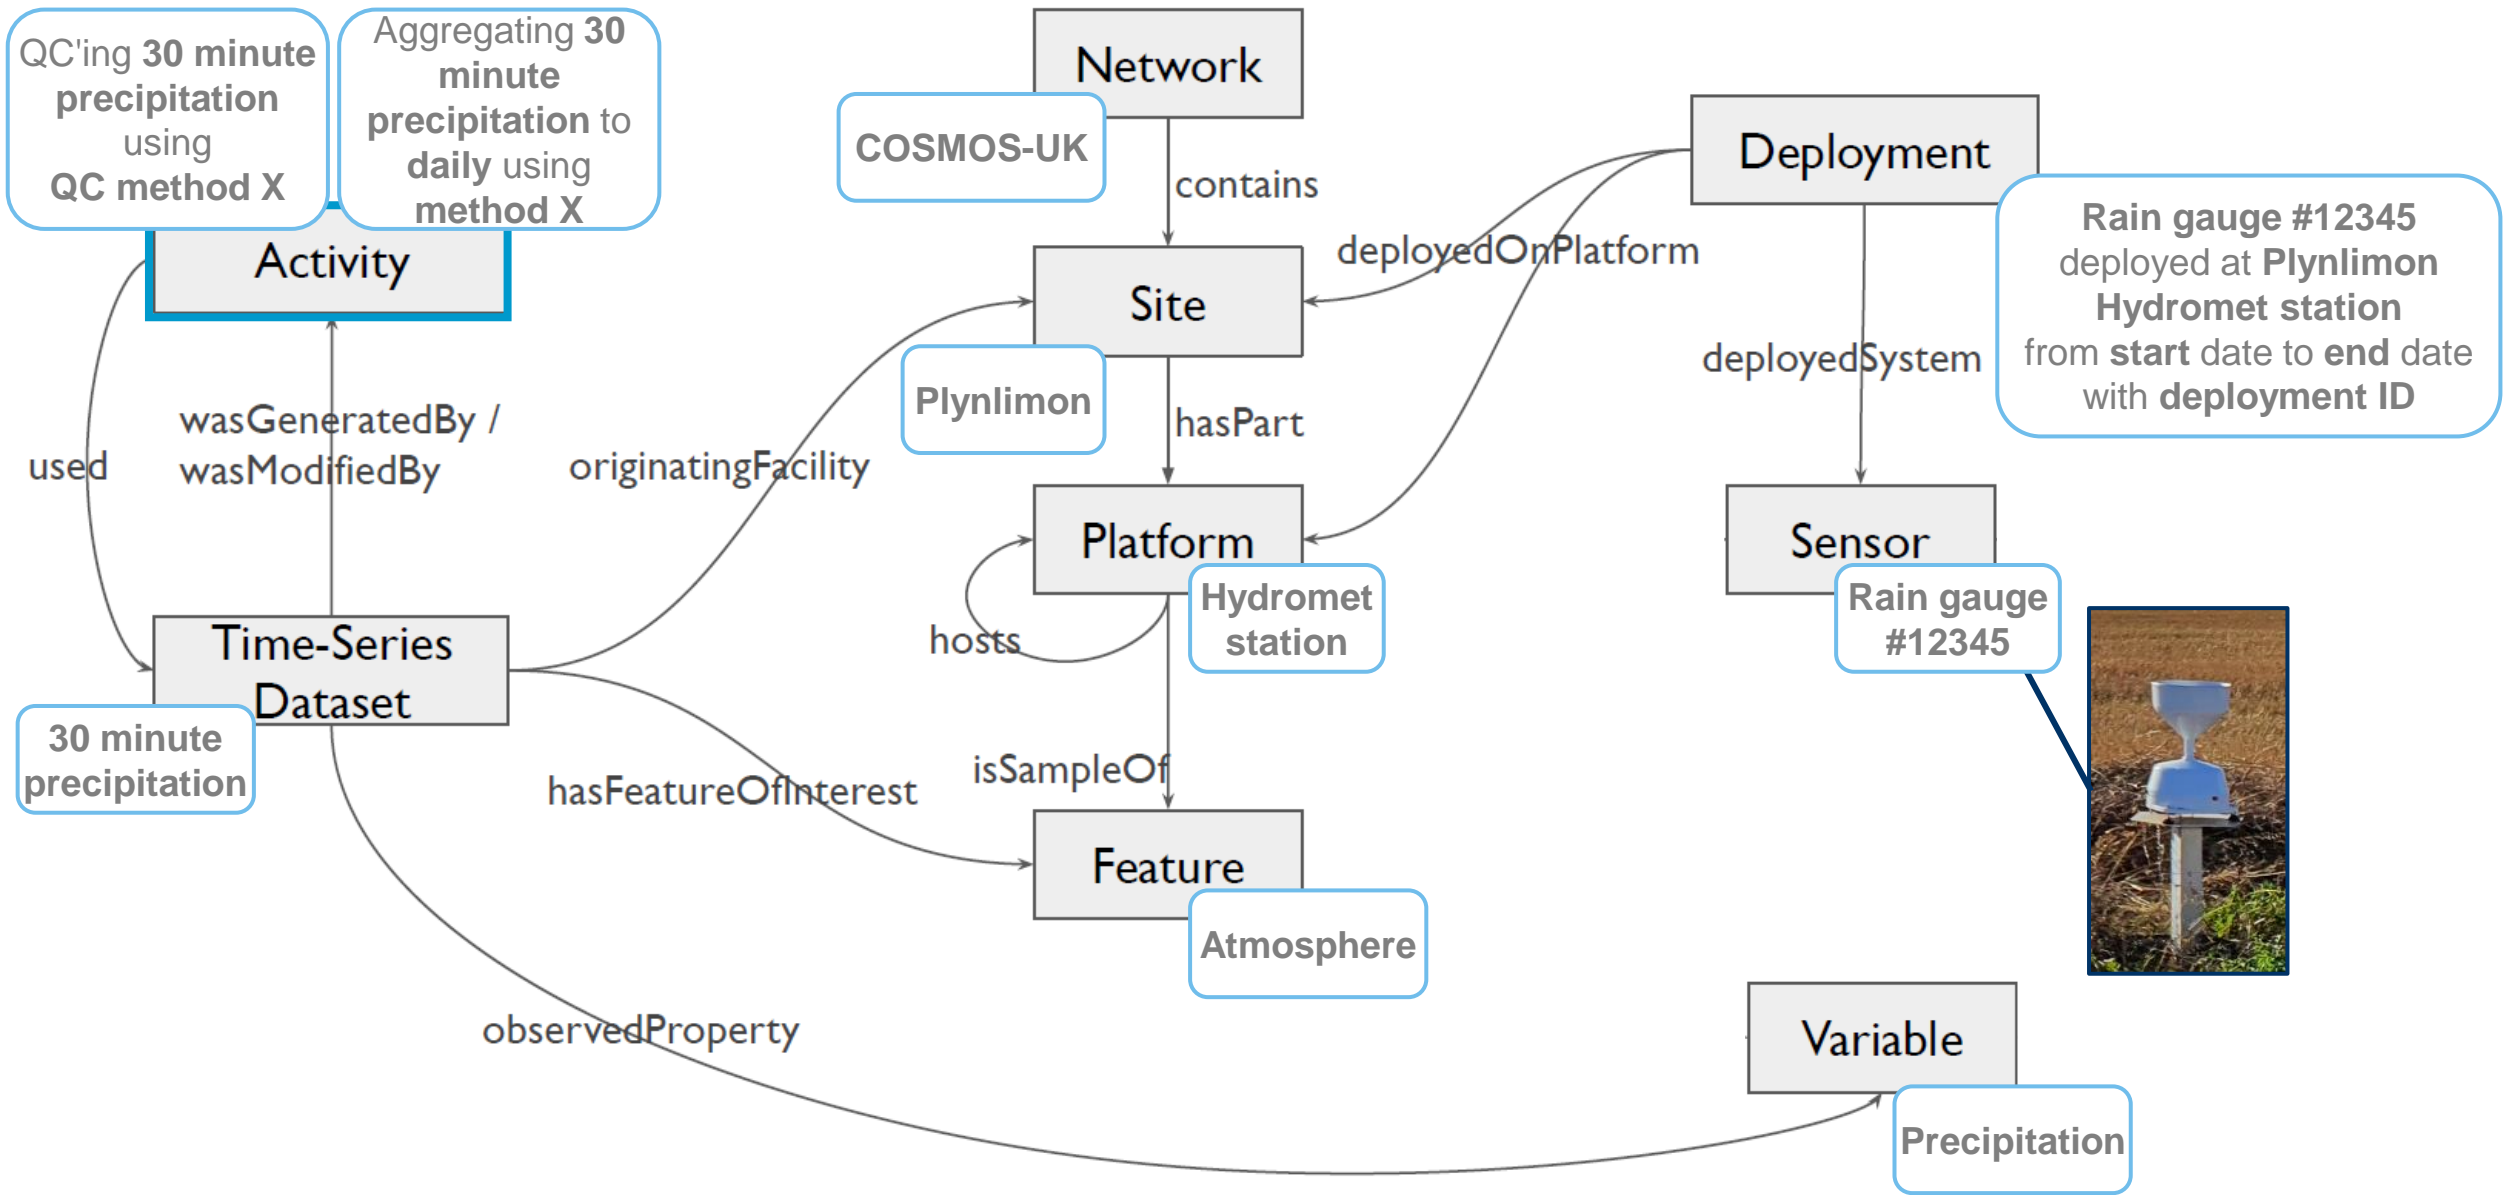 QC'ing 30 minute
precipitation
using
QC method X
Aggregating 30
minute
precipitation to
daily using
method X
Activity
Network
COSMOS-UK
contains
Deployment
Rain gauge #12345
deployed at Plynlimon
Hydromet station
from start date to end date
with deployment ID
deployedOnPlatform
Site
Plynlimon
deployedSystem
hasPart
wasGeneratedBy /
wasModifiedBy
used
originatingFacility
Platform
Hydromet
station
hosts
Sensor
Rain gauge
#12345
Time-Series
Dataset
30 minute
precipitation
isSampleOf
hasFeatureOfInterest
Feature
Atmosphere
observedProperty
Variable
Precipitation